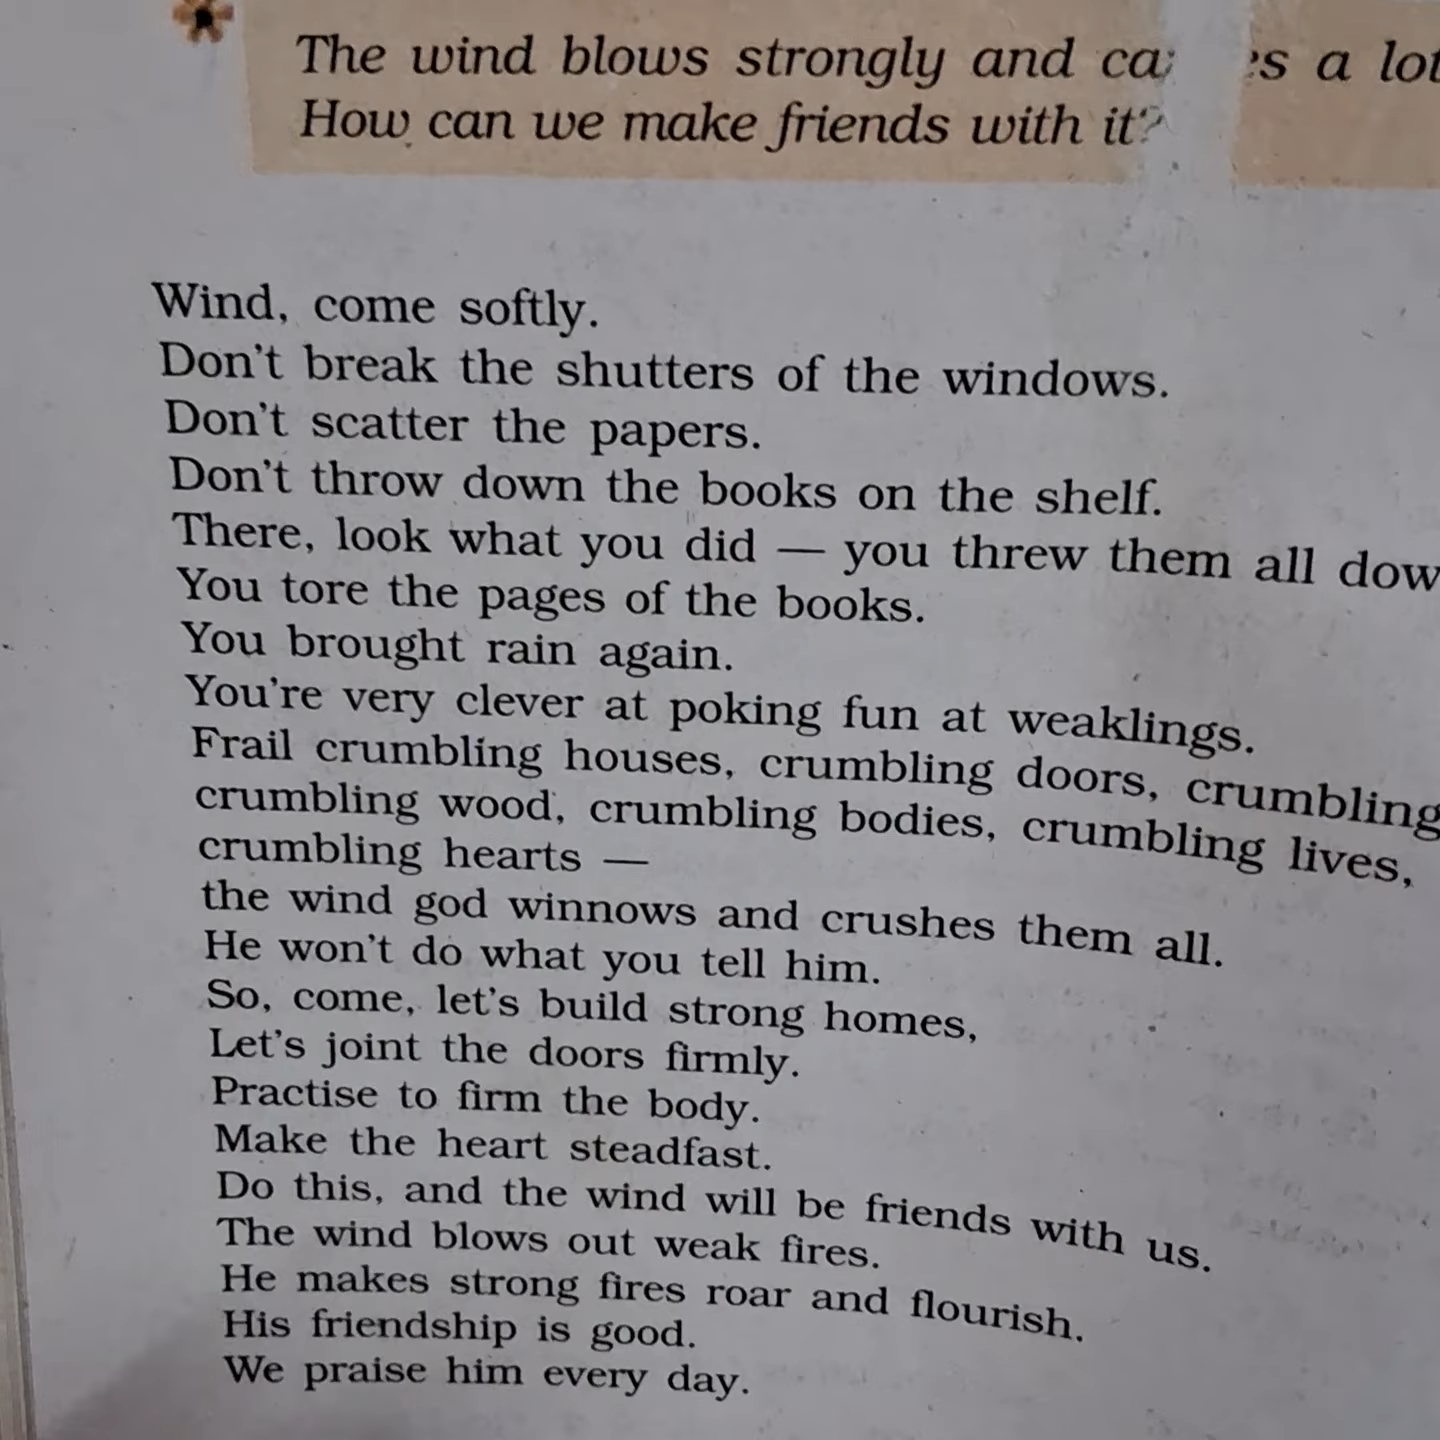 The wind blows strongly and a lot
How can we make friends with it?
Wind, come softly.
Don't break the shutters of the windows.
Don't scatter the papers.
Don't throw down the books on the shelf.
There, look what you did — you threw them all dow
You tore the pages of the books.
You brought rain again.
You're very clever at poking fun at weaklings.
Frail crumbling houses, crumbling doors, crumbling
crumbling wood, crumbling bodies, crumbling lives,
crumbling hearts —
the wind god winnows and crushes them all.
He won't do what you tell him.
So, come, let's build strong homes,
Let's joint the doors firmly.
Practise to firm the body.
Make the heart steadfast.
Do this, and the wind will be friends with us.
The wind blows out weak fires.
He makes strong fires roar and flourish.
His friendship is good.
We praise him every day.